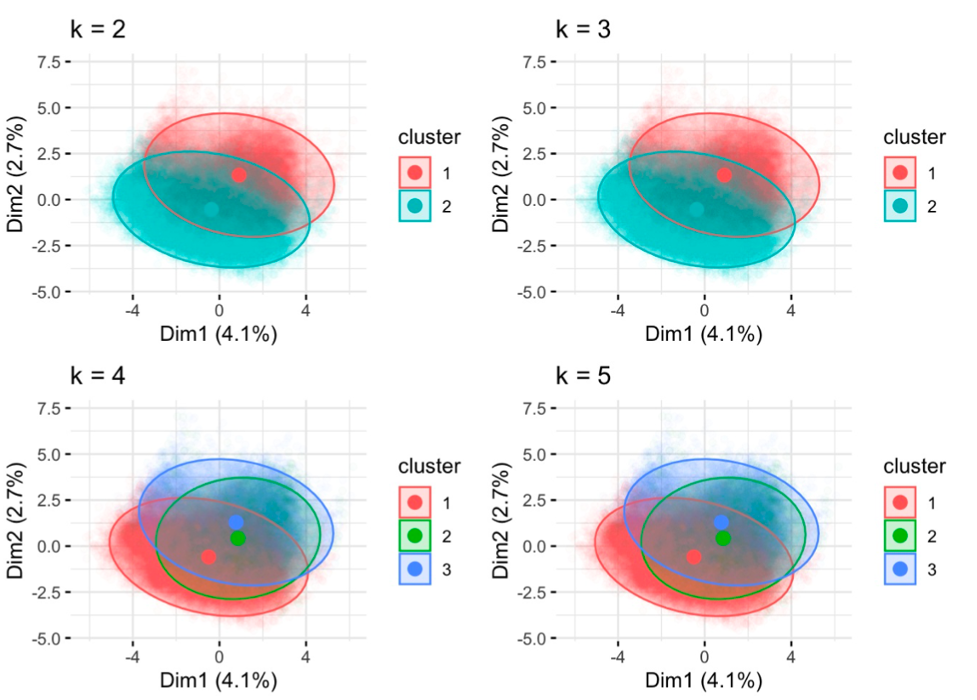 k = 2
7.5
5.0
2.5
0.0
-2.5
-5.0
-4 0 4
Dim1 (4.1%)
Dim2 (2.7%)
cluster
1
2
k = 3
7.5
5.0
2.5
0.0
-2.5
-5.0
-4 0 4
Dim1 (4.1%)
Dim2 (2.7%)
cluster
1
2
k = 4
7.5
5.0
2.5
0.0
-2.5
-5.0
-4 0 4
Dim1 (4.1%)
Dim2 (2.7%)
cluster
1
2
3
k = 5
7.5
5.0
2.5
0.0
-2.5
-5.0
-4 0 4
Dim1 (4.1%)
Dim2 (2.7%)
cluster
1
2
3